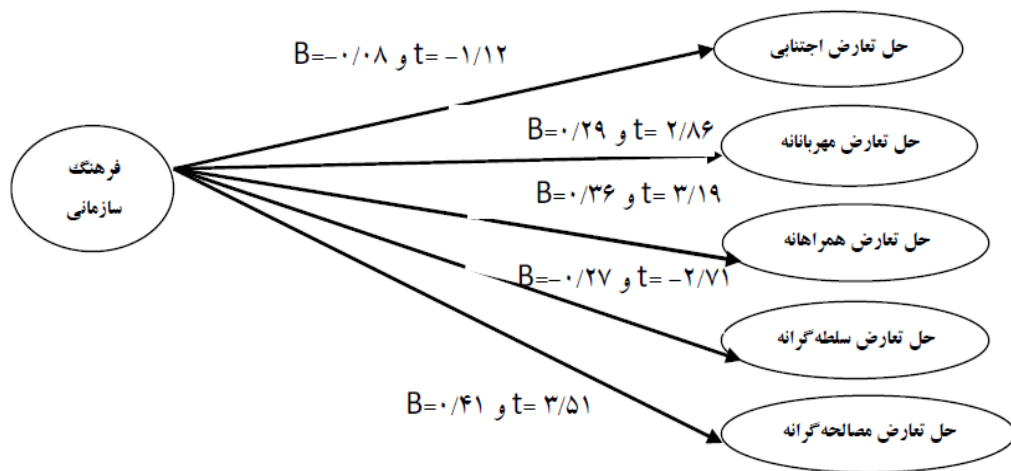 حل تعارض اجتنابی
B=-۰/۰۸ و t= -۱/۱۲
حل تعارض مهربانانه
B=۰/۲۹ و t= ۲/۸۶
فرهنگ
سازمانی
B=۰/۳۶ و t= ۳/۱۹
حل تعارض همراهانه
B=-۰/۲۷ و t= -۲/۷۱
حل تعارض سلطه‌گرانه
B=۰/۴۱ و t= ۳/۵۱
حل تعارض مصالحه‌گرانه